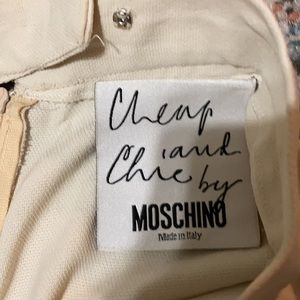 Cheap
and
Chic by
MOSCHINO
Made in Italy